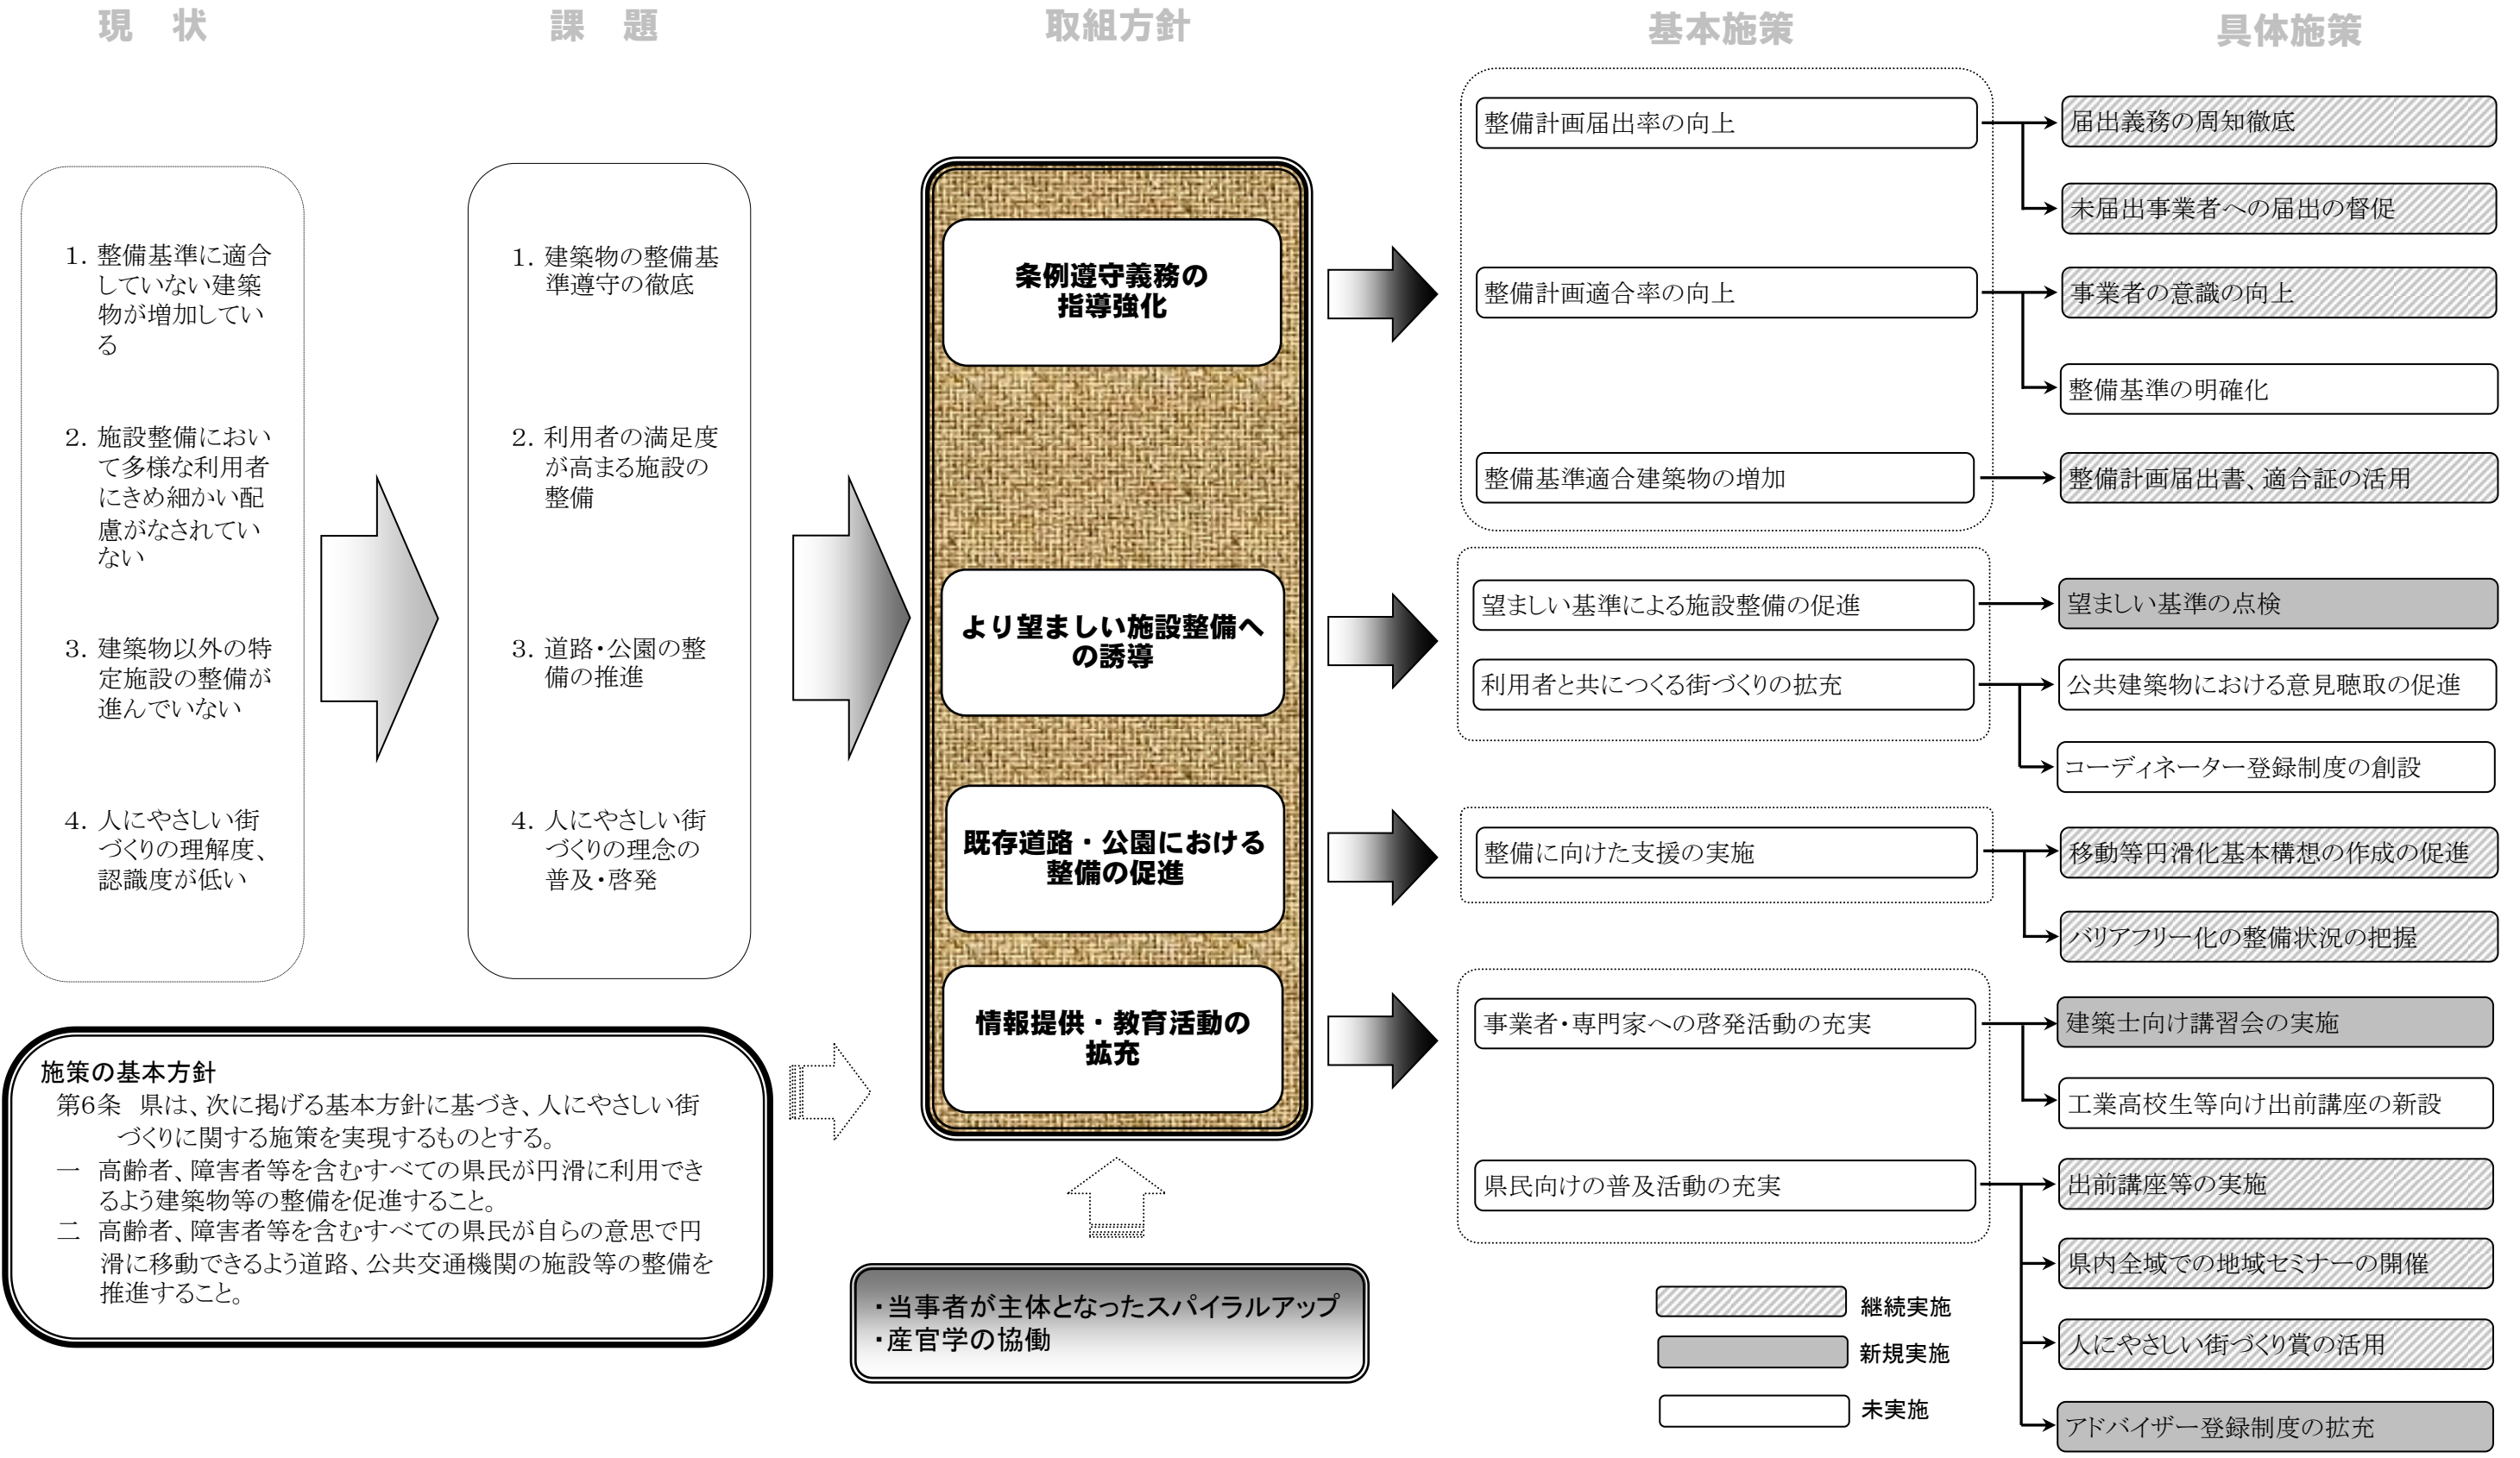 現　状
課　題
取組方針
基本施策
具体施策
1. 整備基準に適合
していない建築
物が増加してい
る
2. 施設整備におい
て多様な利用者
にきめ細かい配
慮がなされてい
ない
3. 建築物以外の特
定施設の整備が
進んでいない
4. 人にやさしい街
づくりの理解度、
認識度が低い
1. 建築物の整備基
準遵守の徹底
2. 利用者の満足度
が高まる施設の
整備
3. 道路・公園の整
備の推進
4. 人にやさしい街
づくりの理念の
普及・啓発
条例遵守義務の
指導強化
より望ましい施設整備へ
の誘導
既存道路・公園における
整備の促進
情報提供・教育活動の
拡充
整備計画届出率の向上
整備計画適合率の向上
整備基準適合建築物の増加
望ましい基準による施設整備の促進
利用者と共につくる街づくりの拡充
整備に向けた支援の実施
事業者・専門家への啓発活動の充実
県民向けの普及活動の充実
届出義務の周知徹底
未届出事業者への届出の督促
事業者の意識の向上
整備基準の明確化
整備計画届出書、適合証の活用
望ましい基準の点検
公共建築物における意見聴取の促進
コーディネーター登録制度の創設
移動等円滑化基本構想の作成の促進
バリアフリー化の整備状況の把握
建築士向け講習会の実施
工業高校生等向け出前講座の新設
出前講座等の実施
県内全域での地域セミナーの開催
人にやさしい街づくり賞の活用
アドバイザー登録制度の拡充
施策の基本方針
第6条　県は、次に掲げる基本方針に基づき、人にやさしい街
づくりに関する施策を実現するものとする。
一　高齢者、障害者等を含むすべての県民が円滑に利用でき
るよう建築物等の整備を促進すること。
二　高齢者、障害者等を含むすべての県民が自らの意思で円
滑に移動できるよう道路、公共交通機関の施設等の整備を
推進すること。
・当事者が主体となったスパイラルアップ
・産官学の協働
継続実施
新規実施
未実施